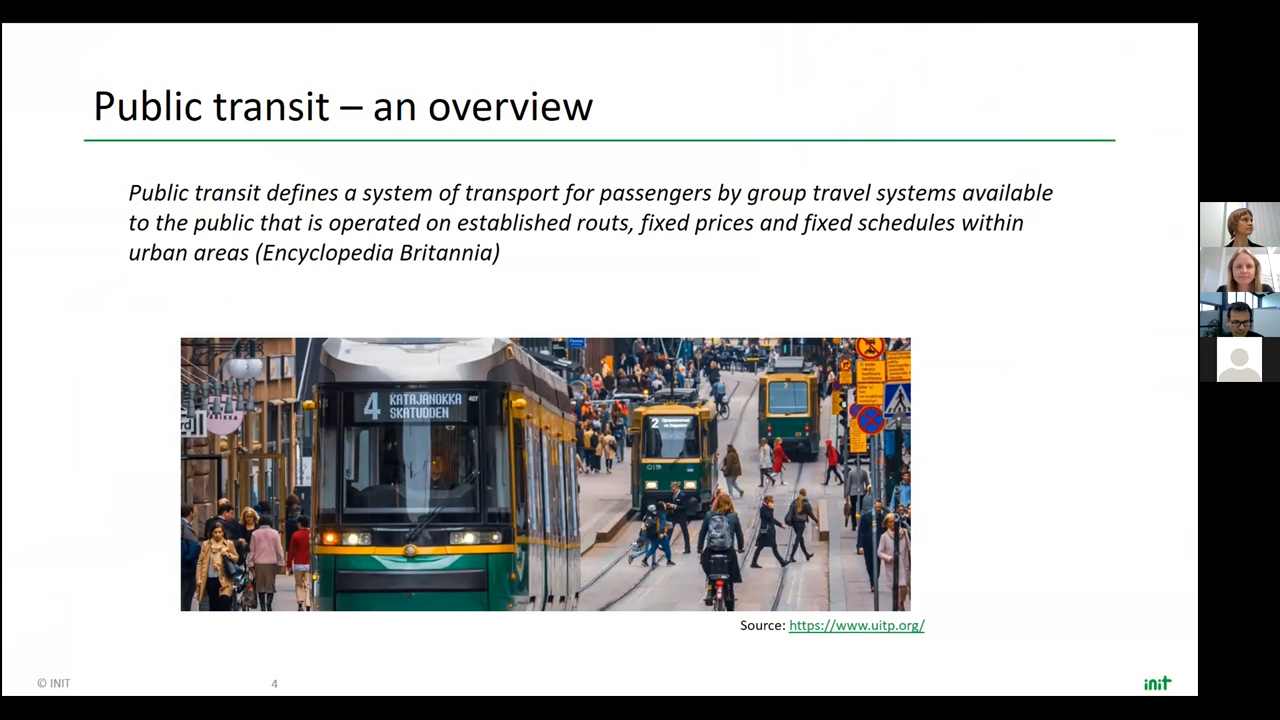 Public transit – an overview
Public transit defines a system of transport for passengers by group travel systems available
to the public that is operated on established routs, fixed prices and fixed schedules within
urban areas (Encyclopedia Britannia)
4 KATAJANOKKA 407
SKATUDDEN
2
Source: https://www.uitp.org/
© INIT
4
init